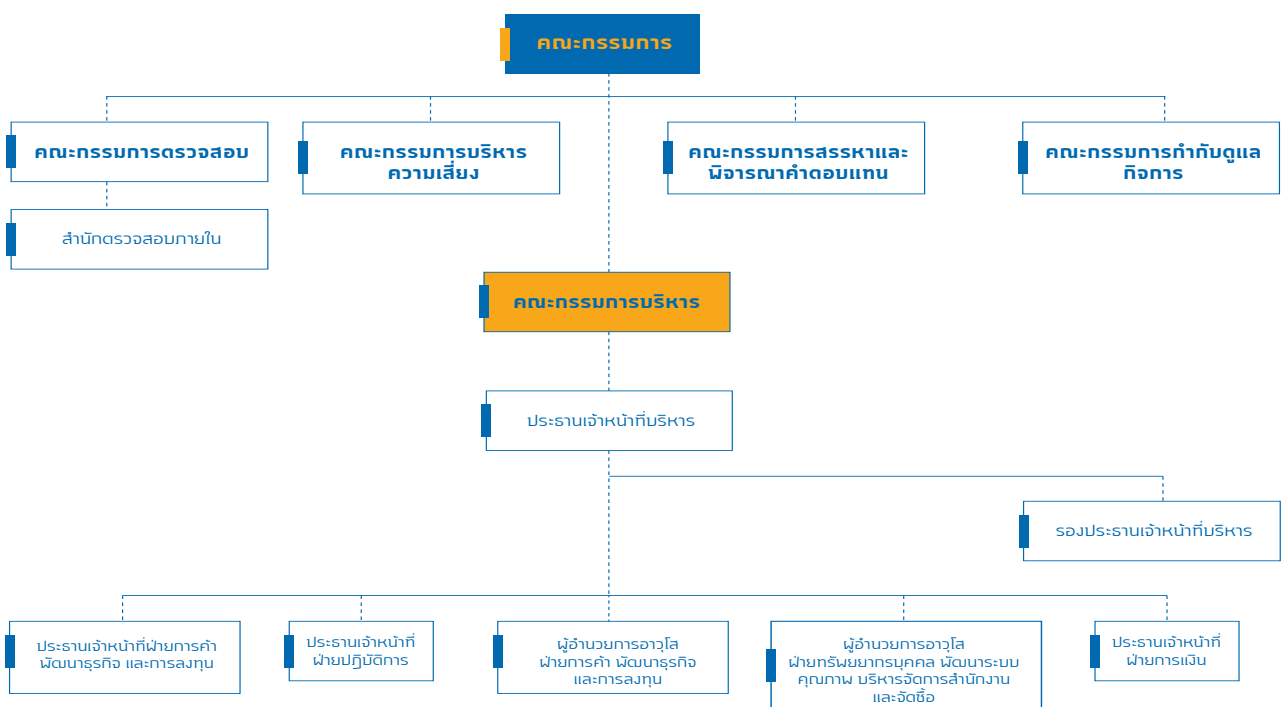 คณะกรรมการ
คณะกรรมการตรวจสอบ
คณะกรรมการบริหาร
ความเสี่ยง
คณะกรรมการสรรหาและ
พิจารณาค่าตอบแทน
คณะกรรมการกำกับดูแล
กิจการ
สำนักตรวจสอบภายใน
คณะกรรมการบริหาร
ประธานเจ้าหน้าที่บริหาร
รองประธานเจ้าหน้าที่บริหาร
ประธานเจ้าหน้าที่ฝ่ายการค้า
พัฒนาธุรกิจ และการลงทุน
ประธานเจ้าหน้าที่
ฝ่ายปฏิบัติการ
ผู้อำนวยการอาวุโส
ฝ่ายการค้า พัฒนาธุรกิจ
และการลงทุน
ผู้อำนวยการอาวุโส
ฝ่ายทรัพยากรบุคคล พัฒนาระบบ
คุณภาพ บริหารจัดการสำนักงาน
และจัดซื้อ
ประธานเจ้าหน้าที่
ฝ่ายการเงิน